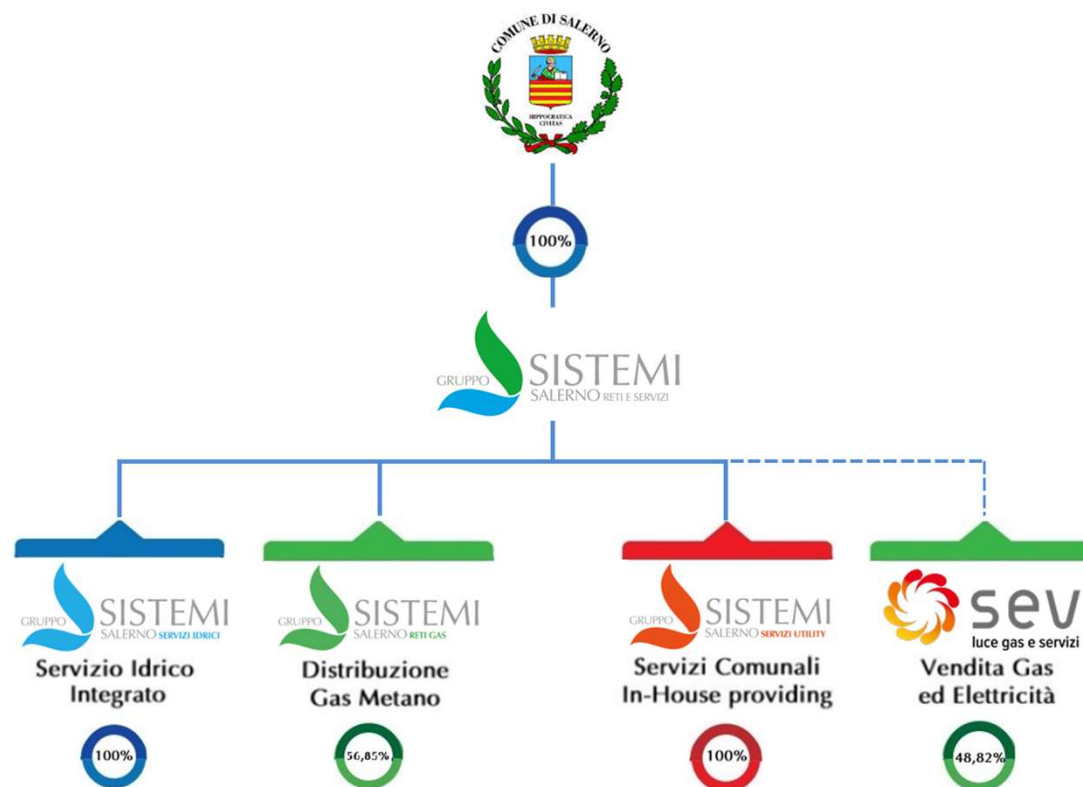 COMUNE DI SALERNO
HIPPOCRATICA
CIVITAS
100%
GRUPPO SISTEMI
SALERNO RETI E SERVIZI
GRUPPO SISTEMI
SALERNO SERVIZI IDRICI
Servizio Idrico
Integrato
100%
GRUPPO SISTEMI
SALERNO RETI GAS
Distribuzione
Gas Metano
56,85%
GRUPPO SISTEMI
SALERNO SERVIZI UTILITY
Servizi Comunali
In-House providing
100%
sev
luce gas e servizi
Vendita Gas
ed Elettricità
48,82%